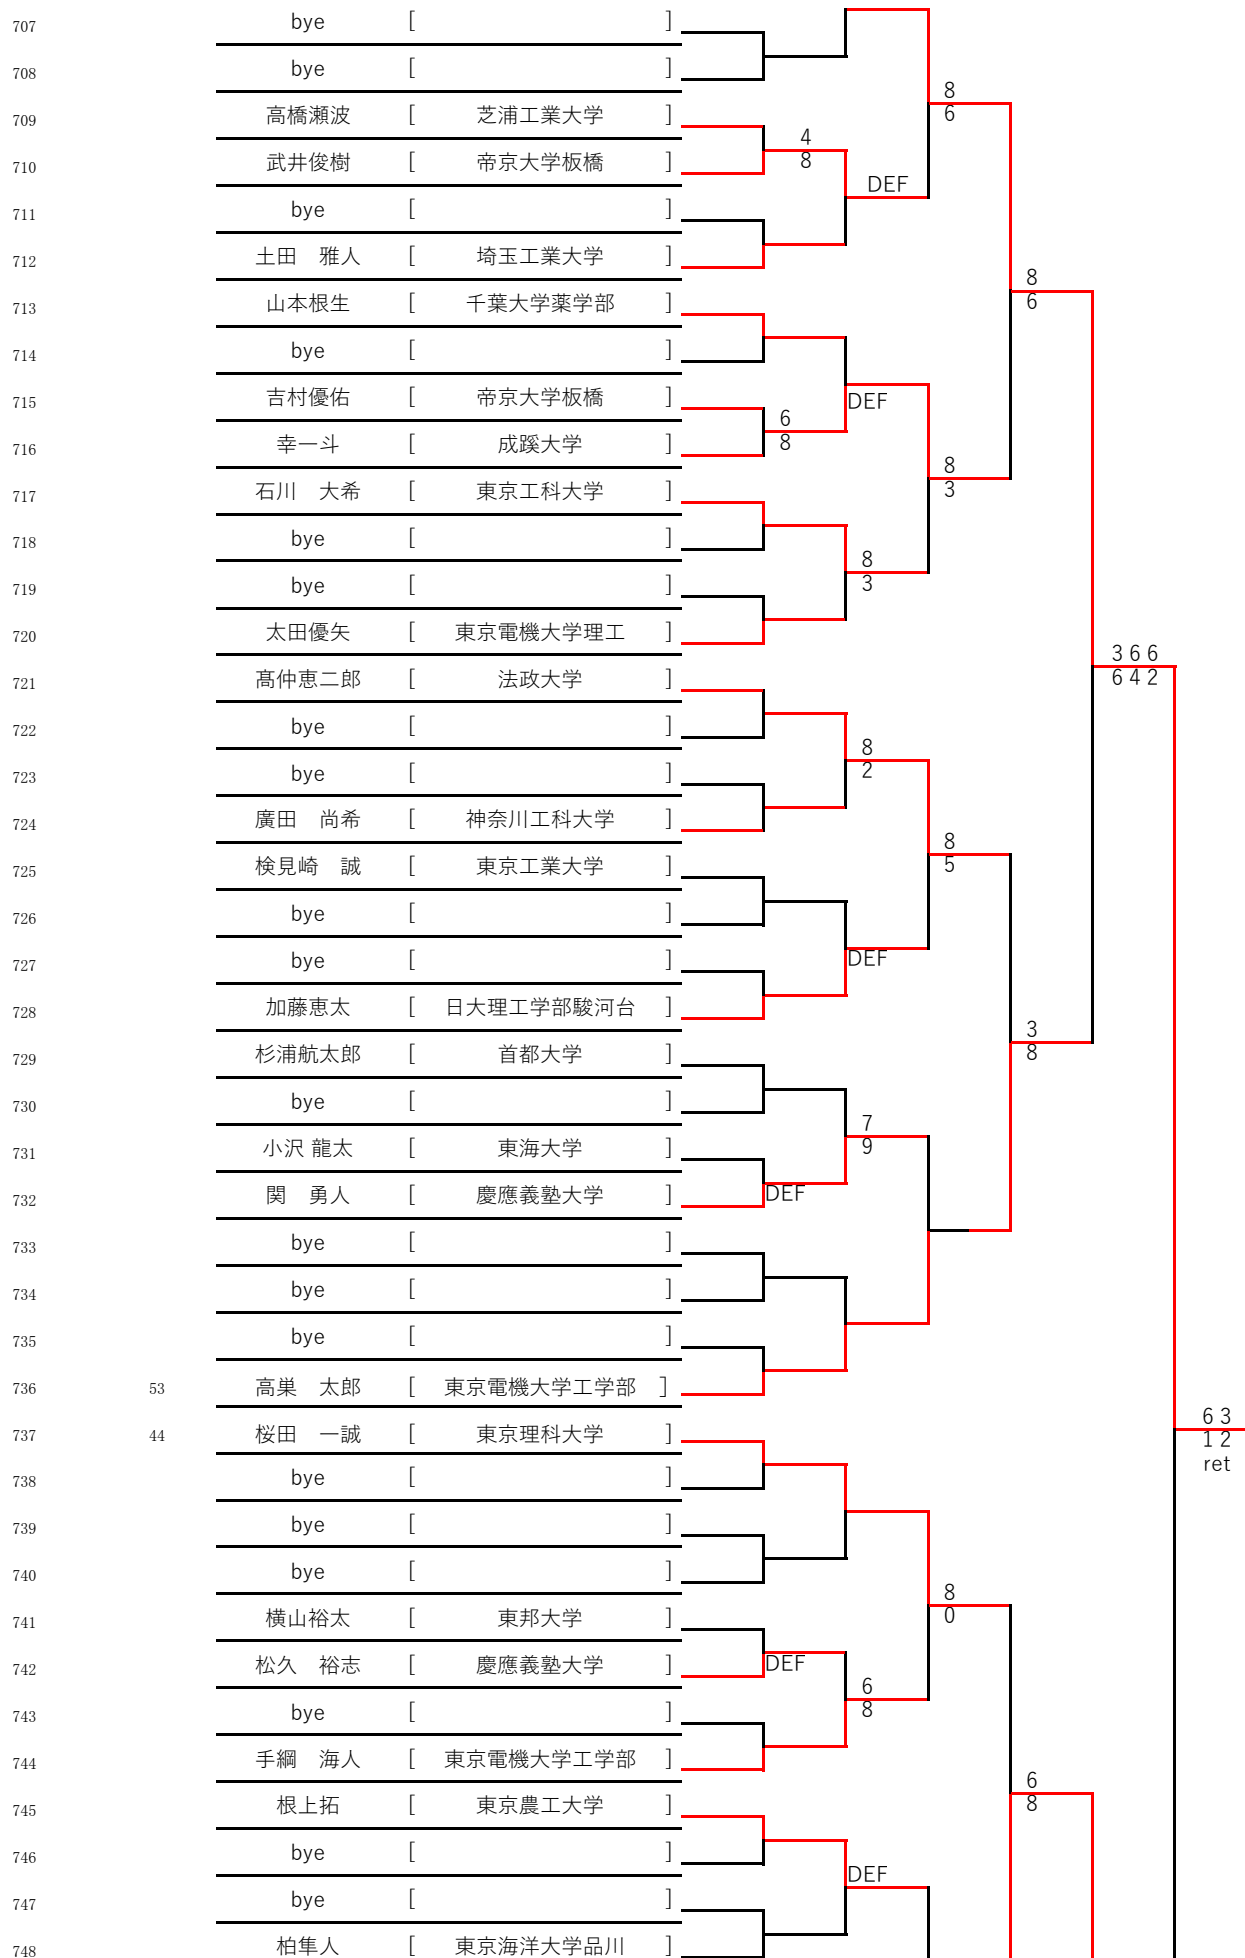 707 bye [ ]
708 bye [ ]
8
6
709 高橋瀬波 [ 芝浦工業大学 ]
4
8
710 武井俊樹 [ 帝京大学板橋 ]
DEF
711 bye [ ]
712 土田　雅人 [ 埼玉工業大学 ]
8
6
713 山本根生 [ 千葉大学薬学部 ]
714 bye [ ]
715 吉村優佑 [ 帝京大学板橋 ]
DEF
6
8
716 幸一斗 [ 成蹊大学 ]
8
3
717 石川　大希 [ 東京工科大学 ]
718 bye [ ]
8
3
719 bye [ ]
720 太田優矢 [ 東京電機大学理工 ]
3 6 6
6 4 2
721 髙仲恵二郎 [ 法政大学 ]
722 bye [ ]
8
2
723 bye [ ]
724 廣田　尚希 [ 神奈川工科大学 ]
8
5
725 検見崎　誠 [ 東京工業大学 ]
726 bye [ ]
DEF
727 bye [ ]
728 加藤恵太 [ 日大理工学部駿河台 ]
3
8
729 杉浦航太郎 [ 首都大学 ]
730 bye [ ]
7
9
731 小沢 龍太 [ 東海大学 ]
732 関　勇人 [ 慶應義塾大学 ]
DEF
733 bye [ ]
734 bye [ ]
735 bye [ ]
736 53 高巣　太郎 [ 東京電機大学工学部 ]
6 3
1 2
ret
737 44 桜田　一誠 [ 東京理科大学 ]
738 bye [ ]
739 bye [ ]
740 bye [ ]
8
0
741 横山裕太 [ 東邦大学 ]
742 松久　裕志 [ 慶應義塾大学 ]
DEF
6
8
743 bye [ ]
744 手綱　海人 [ 東京電機大学工学部 ]
6
8
745 根上拓 [ 東京農工大学 ]
746 bye [ ]
DEF
747 bye [ ]
748 柏隼人 [ 東京海洋大学品川 ]